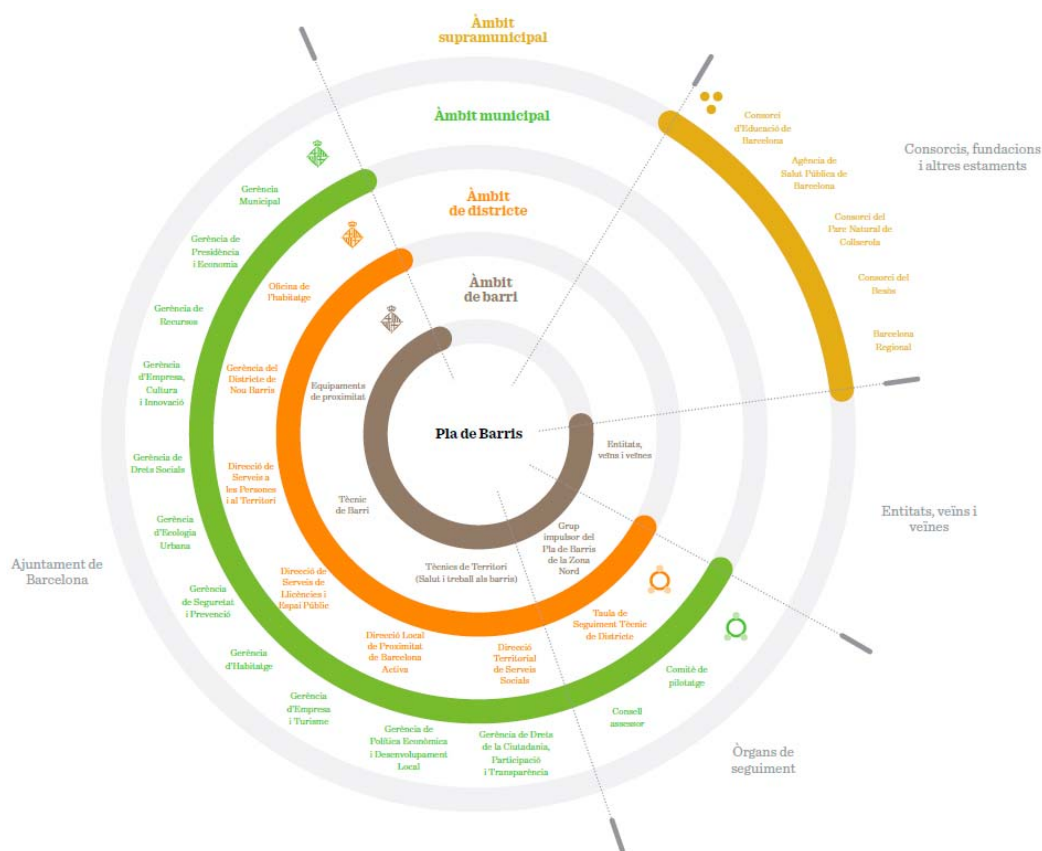 Àmbit
supramunicipal
Àmbit municipal
Àmbit
de districte
Àmbit
de barri
Pla de Barris
Consorcis, fundacions
i altres estaments
Consorci
d'Educació de
Barcelona
Agència de
Salut Pública de
Barcelona
Consorci del
Parc Natural de
Collserola
Consorci del
Besòs
Barcelona
Regional
Entitats, veïns i
veïnes
Òrgans de
seguiment
Ajuntament de
Barcelona
Gerència
Municipal
Gerència de
Presidència
i Economia
Gerència de
Recursos
Gerència
d'Empresa,
Cultura
i Innovació
Gerència de
Drets Socials
Gerència
d'Ecologia
Urbana
Gerència
de Seguretat
i Prevenció
Gerència
d'Habitatge
Gerència
d'Empresa
i Turisme
Gerència de
Política Econòmica
i Desenvolupament
Local
Gerència de Drets
de la Ciutadania,
Participació
i Transparència
Consell
assessor
Comitè de
pilotatge
Oficina de
l'habitatge
Gerència del
Districte de
Nou Barris
Direcció de
Serveis a
les Persones
i al Territori
Direcció de
Serveis de
Llicències i
Espai Públic
Direcció Local
de Proximitat
de Barcelona
Activa
Direcció
Territorial
de Serveis
Socials
Taula de
Seguiment Tècnic
de Districte
Equipaments
de proximitat
Tècnic
de Barri
Tècnics de Territori
(Salut i treball als barris)
Grup
impulsor del
Pla de Barris
de la Zona
Nord
Entitats,
veïns i veïnes